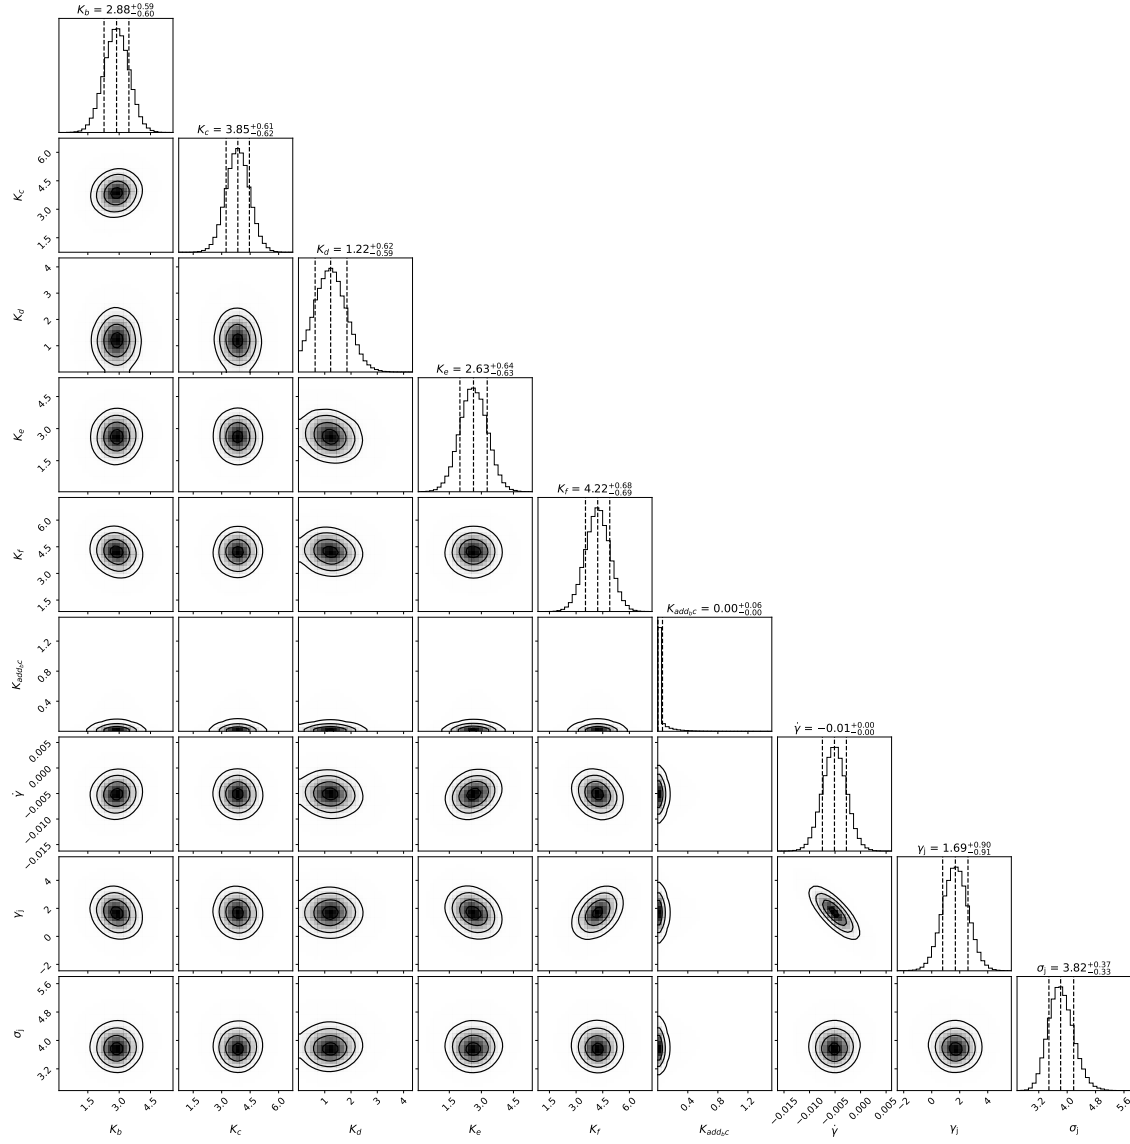 K_b = 2.88^{+0.59}_{-0.60}
K_c = 3.85^{+0.61}_{-0.62}
6.0
4.5
3.0
1.5
K_c
K_d = 1.22^{+0.62}_{-0.59}
4
3
2
1
K_d
K_e = 2.63^{+0.64}_{-0.63}
4.5
3.0
1.5
K_e
K_f = 4.22^{+0.68}_{-0.69}
6.0
4.5
3.0
1.5
K_f
K_{add_bc} = 0.00^{+0.06}_{-0.00}
1.2
0.8
0.4
K_{add_bc}
γ̇ = −0.01^{+0.00}_{-0.00}
0.005
0.000
−0.005
−0.010
−0.015
γ̇
γ_j = 1.69^{+0.90}_{-0.91}
4
2
0
−2
γ_j
σ_j = 3.82^{+0.37}_{-0.33}
5.6
4.8
4.0
3.2
σ_j
1.5 3.0 4.5 1.5 3.0 4.5 6.0 1 2 3 4 1.5 3.0 4.5 1.5 3.0 4.5 6.0 0.4 0.8 1.2 −0.015 −0.010 −0.005 0.000 0.005 −2 0 2 4 3.2 4.0 4.8 5.6
K_b K_c K_d K_e K_f K_{add_bc} γ̇ γ_j σ_j